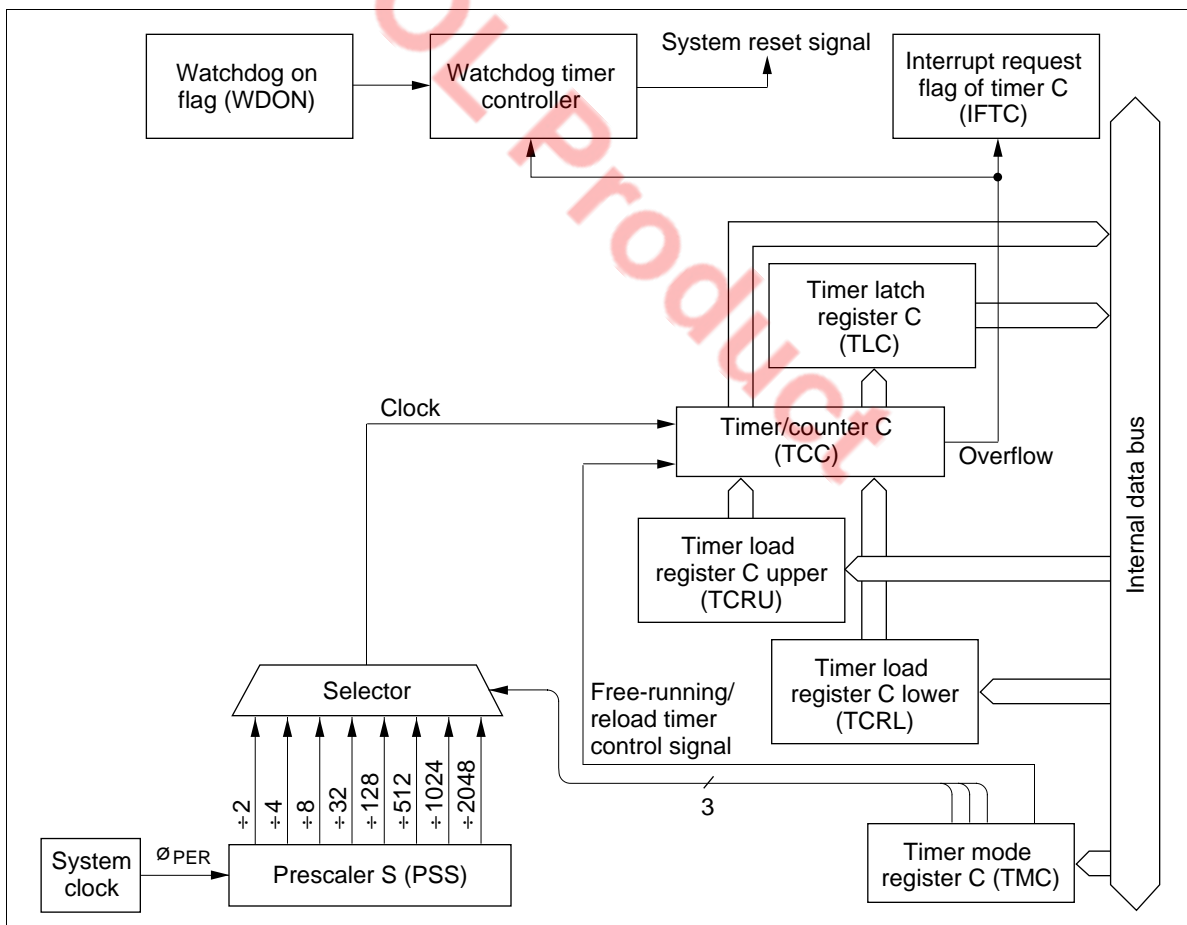 System reset signal
Watchdog on
flag (WDON)
Watchdog timer
controller
Interrupt request
flag of timer C
(IFTC)
Timer latch
register C
(TLC)
Clock
Timer/counter C
(TCC)
Overflow
Internal data bus
Timer load
register C upper
(TCRU)
Timer load
register C lower
(TCRL)
Selector
Free-running/
reload timer
control signal
÷2
÷4
÷8
÷32
÷128
÷512
÷1024
÷2048
3
System
clock
ØPER
Prescaler S (PSS)
Timer mode
register C (TMC)
OL Product